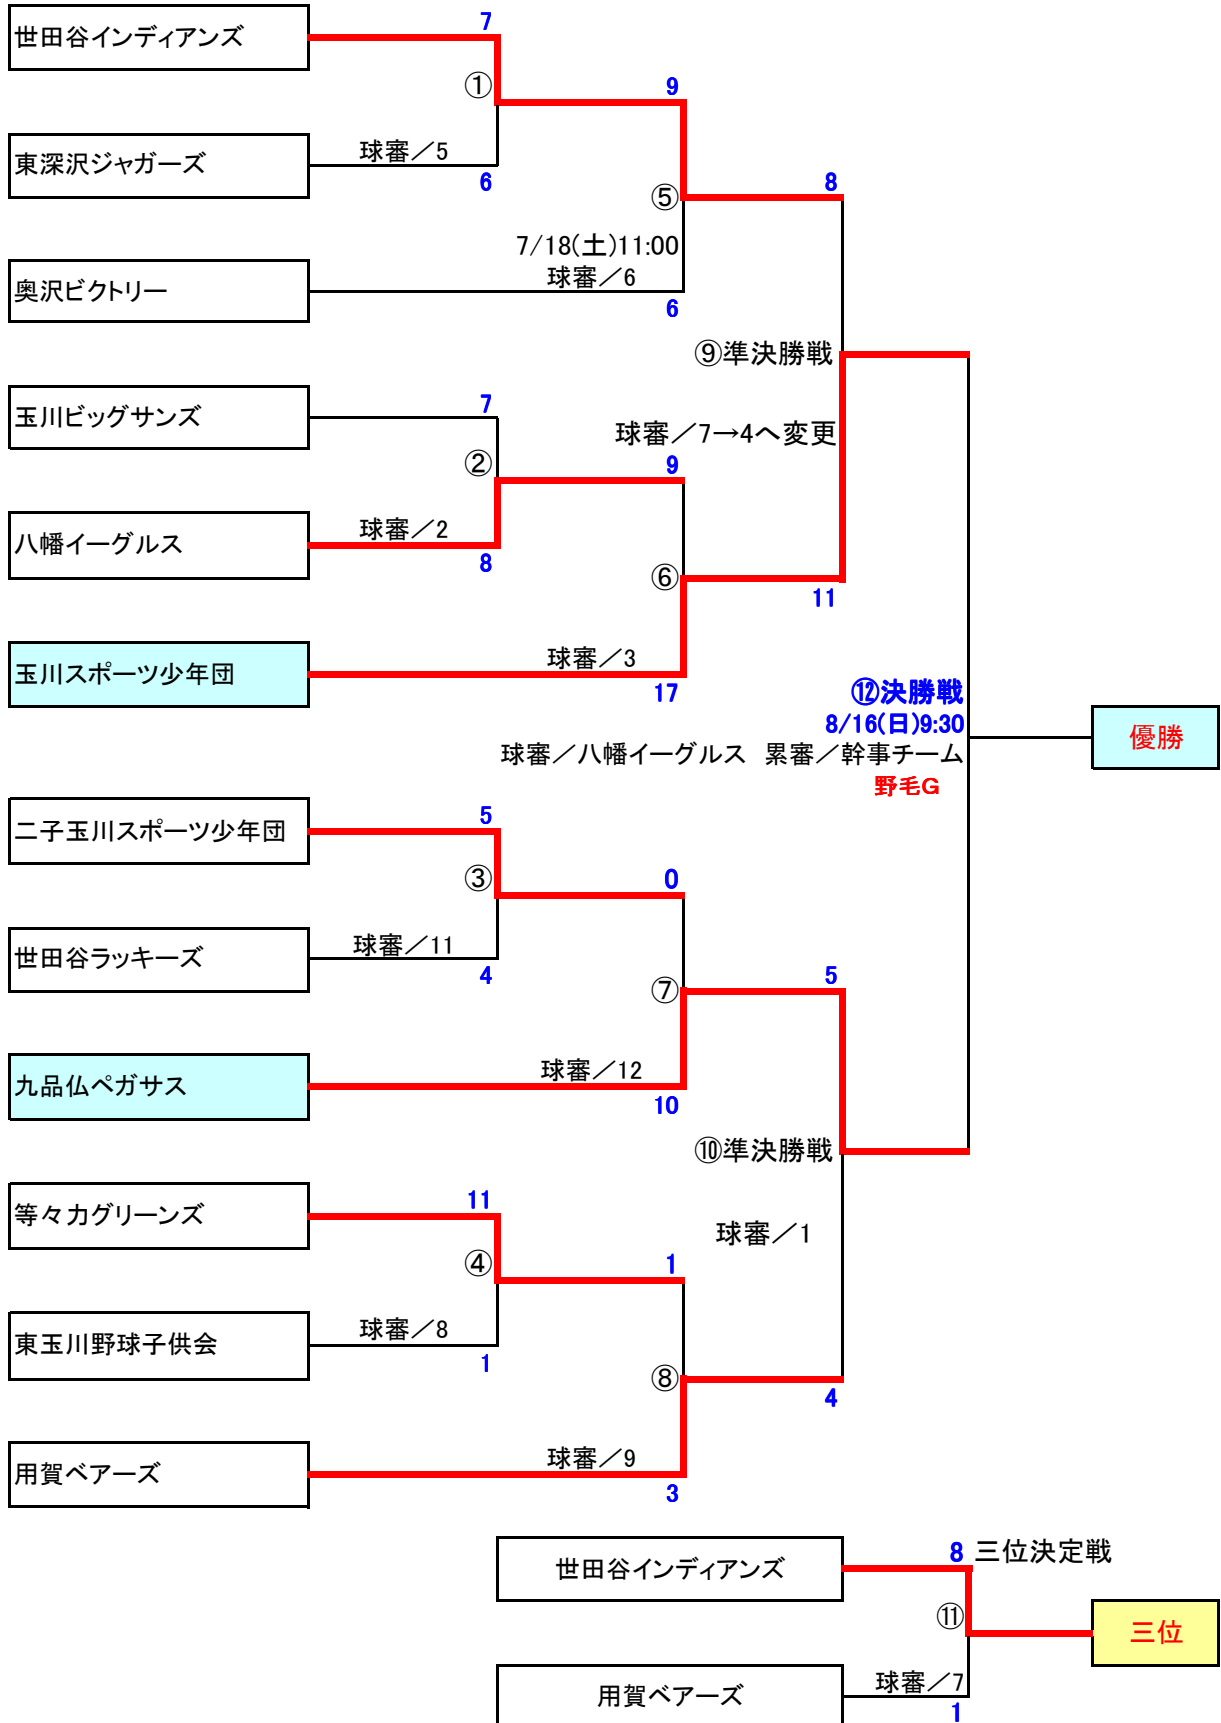 世田谷インディアンズ
7
①
9
東深沢ジャガーズ
球審／5
6
⑤
8
7/18(土)11:00
奥沢ビクトリー
球審／6
6
⑨準決勝戦
玉川ビッグサンズ
7
球審／7→4へ変更
②
9
八幡イーグルス
球審／2
8
⑥
11
玉川スポーツ少年団
球審／3
17
⑫決勝戦
8/16(日)9:30
球審／八幡イーグルス 累審／幹事チーム
野毛G
優勝
二子玉川スポーツ少年団
5
③
0
世田谷ラッキーズ
球審／11
4
⑦
5
九品仏ペガサス
球審／12
10
⑩準決勝戦
等々力グリーンズ
11
球審／1
④
1
東玉川野球子供会
球審／8
1
⑧
4
用賀ベアーズ
球審／9
3
世田谷インディアンズ
8
三位決定戦
⑪
三位
用賀ベアーズ
球審／7
1